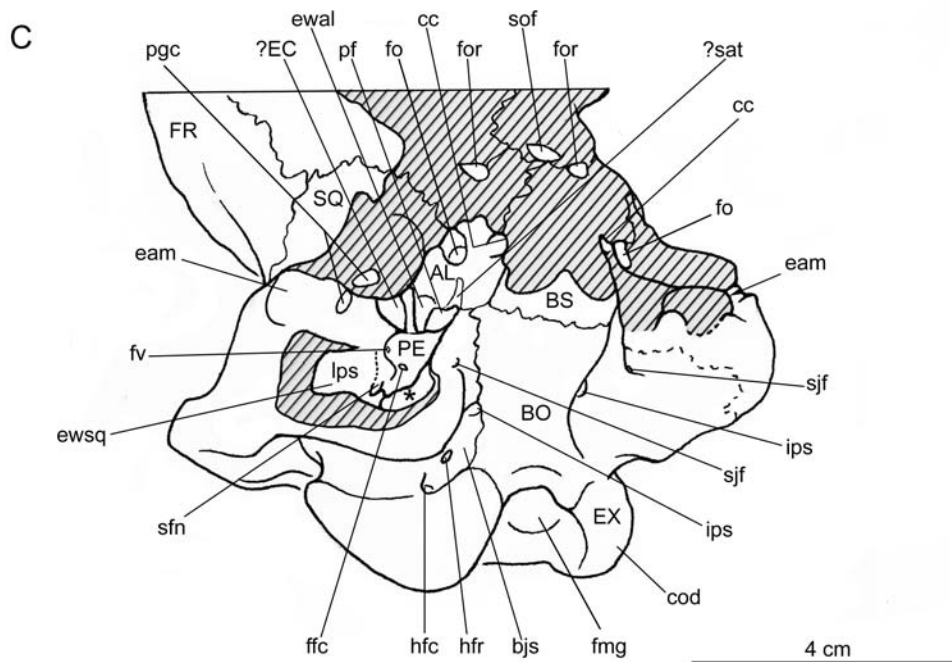 C
ewal cc sof
pgc ?EC pf fo for for ?sat
cc
FR
SQ
fo
eam AL eam
BS
fv PE
lps
*
sjf
ewsq BO
ips
sjf
sfn EX ips
cod
ffc hfc hfr bjs fmg
4 cm